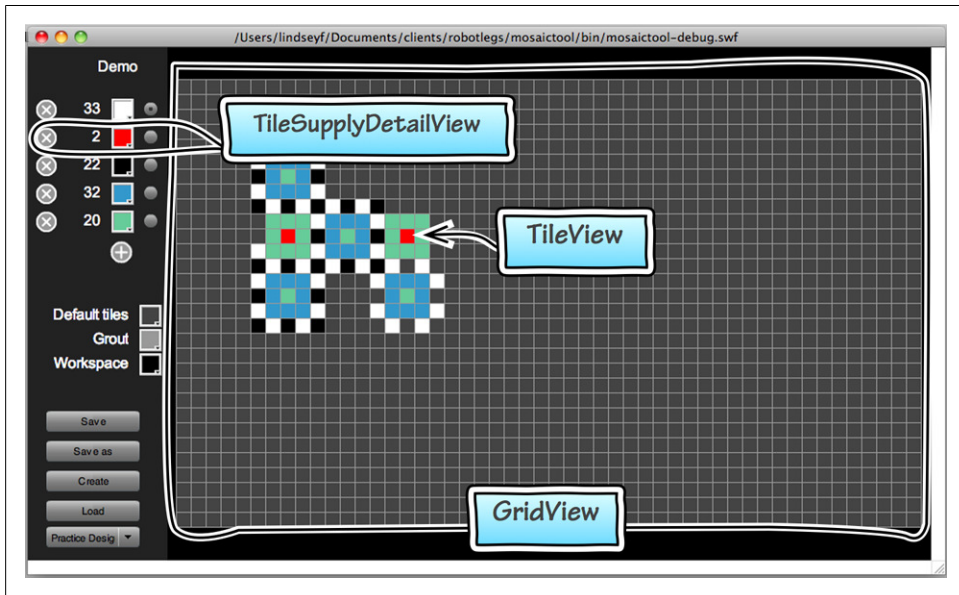 /Users/lindseyf/Documents/clients/robotlegs/mosaictool/bin/mosaictool-debug.swf
Demo
33
2
22
32
20
TileSupplyDetailView
TileView
Default tiles
Grout
Workspace
Save
Save as
Create
Load
Practice Desig
GridView